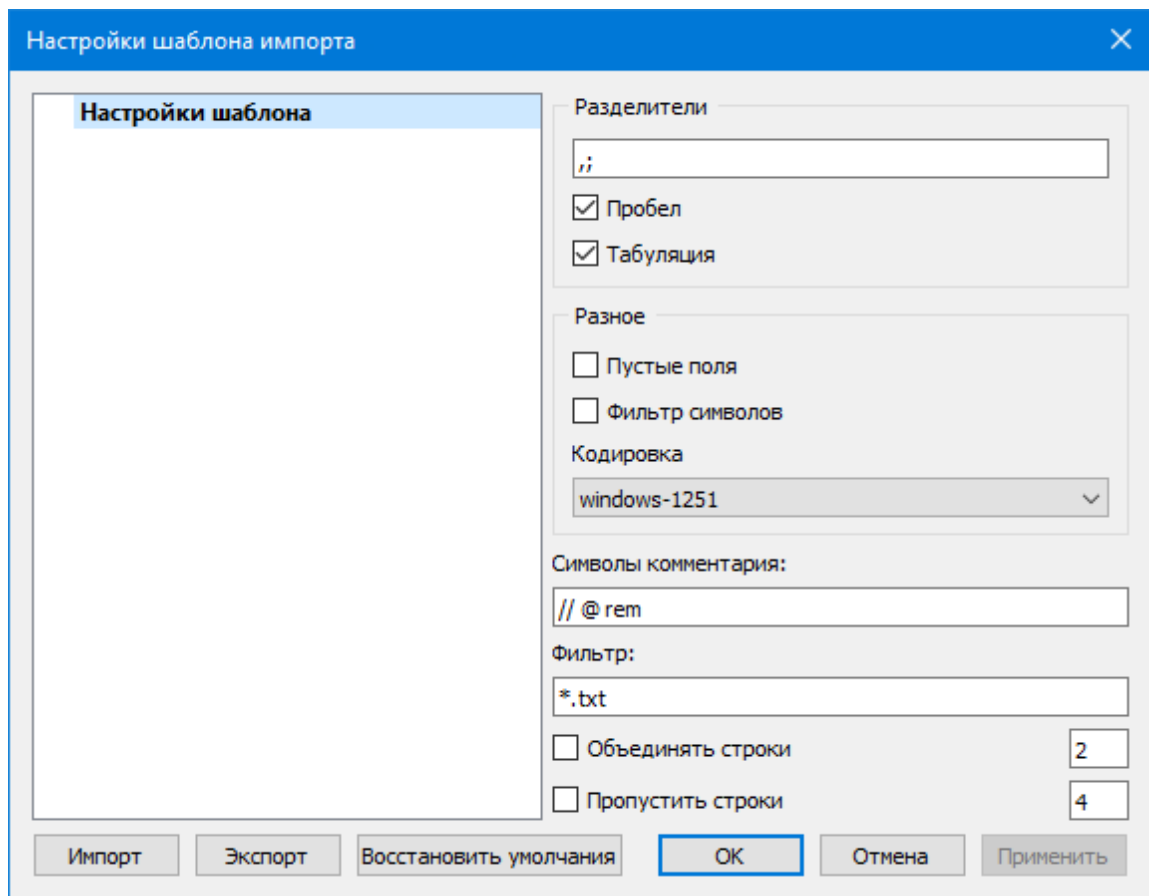 Настройки шаблона импорта
Настройки шаблона
Разделители
,;
Пробел
Табуляция
Разное
Пустые поля
Фильтр символов
Кодировка
windows-1251
Символы комментария:
// @ rem
Фильтр:
*.txt
Объединять строки 2
Пропустить строки 4
Импорт Экспорт Восстановить умолчания OK Отмена Применить